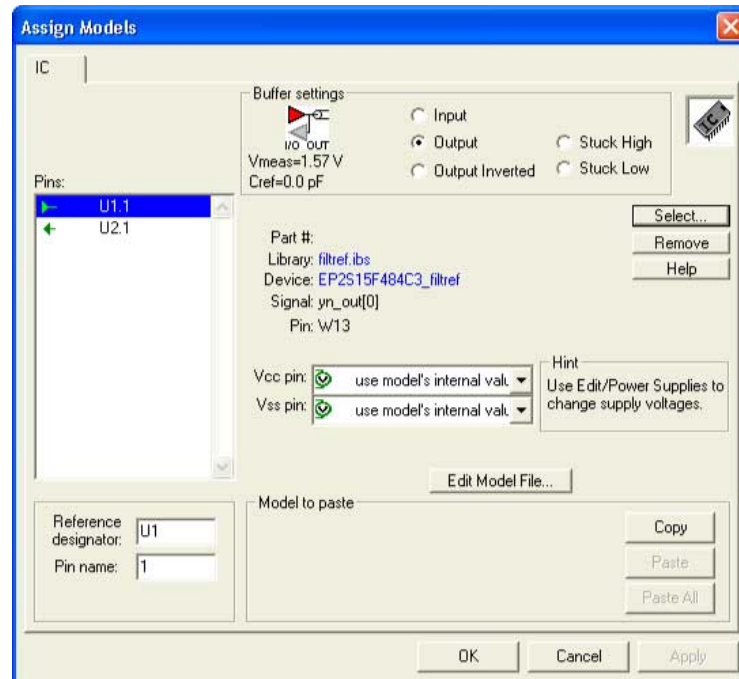 Assign Models
IC
Buffer settings
I/O OUT
Vmeas=1.57 V
Cref=0.0 pF
Input
Output
Output Inverted
Stuck High
Stuck Low
IC
Pins:
U1.1
U2.1
Select...
Remove
Help
Part #:
Library: filtref.ibs
Device: EP2S15F484C3_filtref
Signal: yn_out[0]
Pin: W13
Vcc pin: use model's internal valu
Vss pin: use model's internal valu
Hint
Use Edit/Power Supplies to
change supply voltages.
Edit Model File...
Model to paste
Copy
Paste
Paste All
Reference
designator: U1
Pin name: 1
OK Cancel Apply